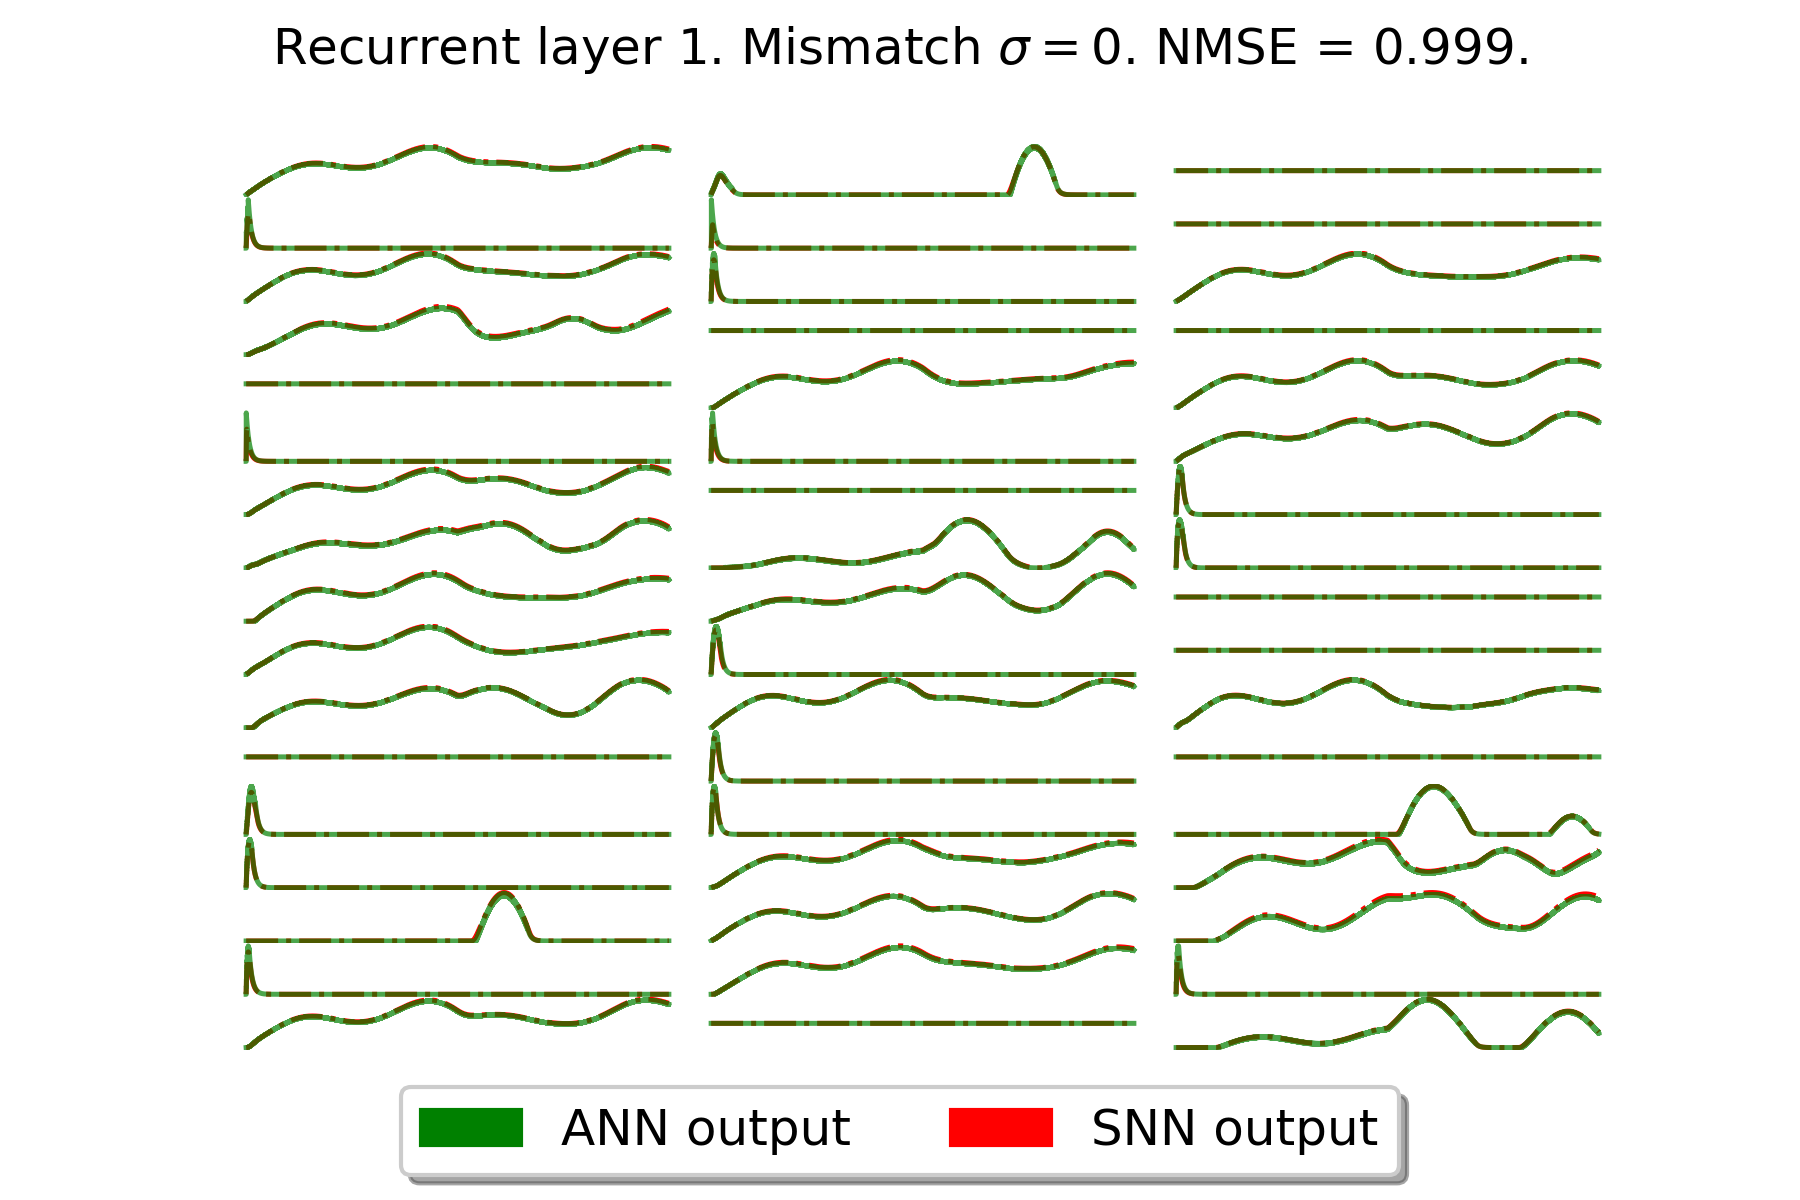 Recurrent layer 1. Mismatch σ = 0. NMSE = 0.999.
ANN output
SNN output